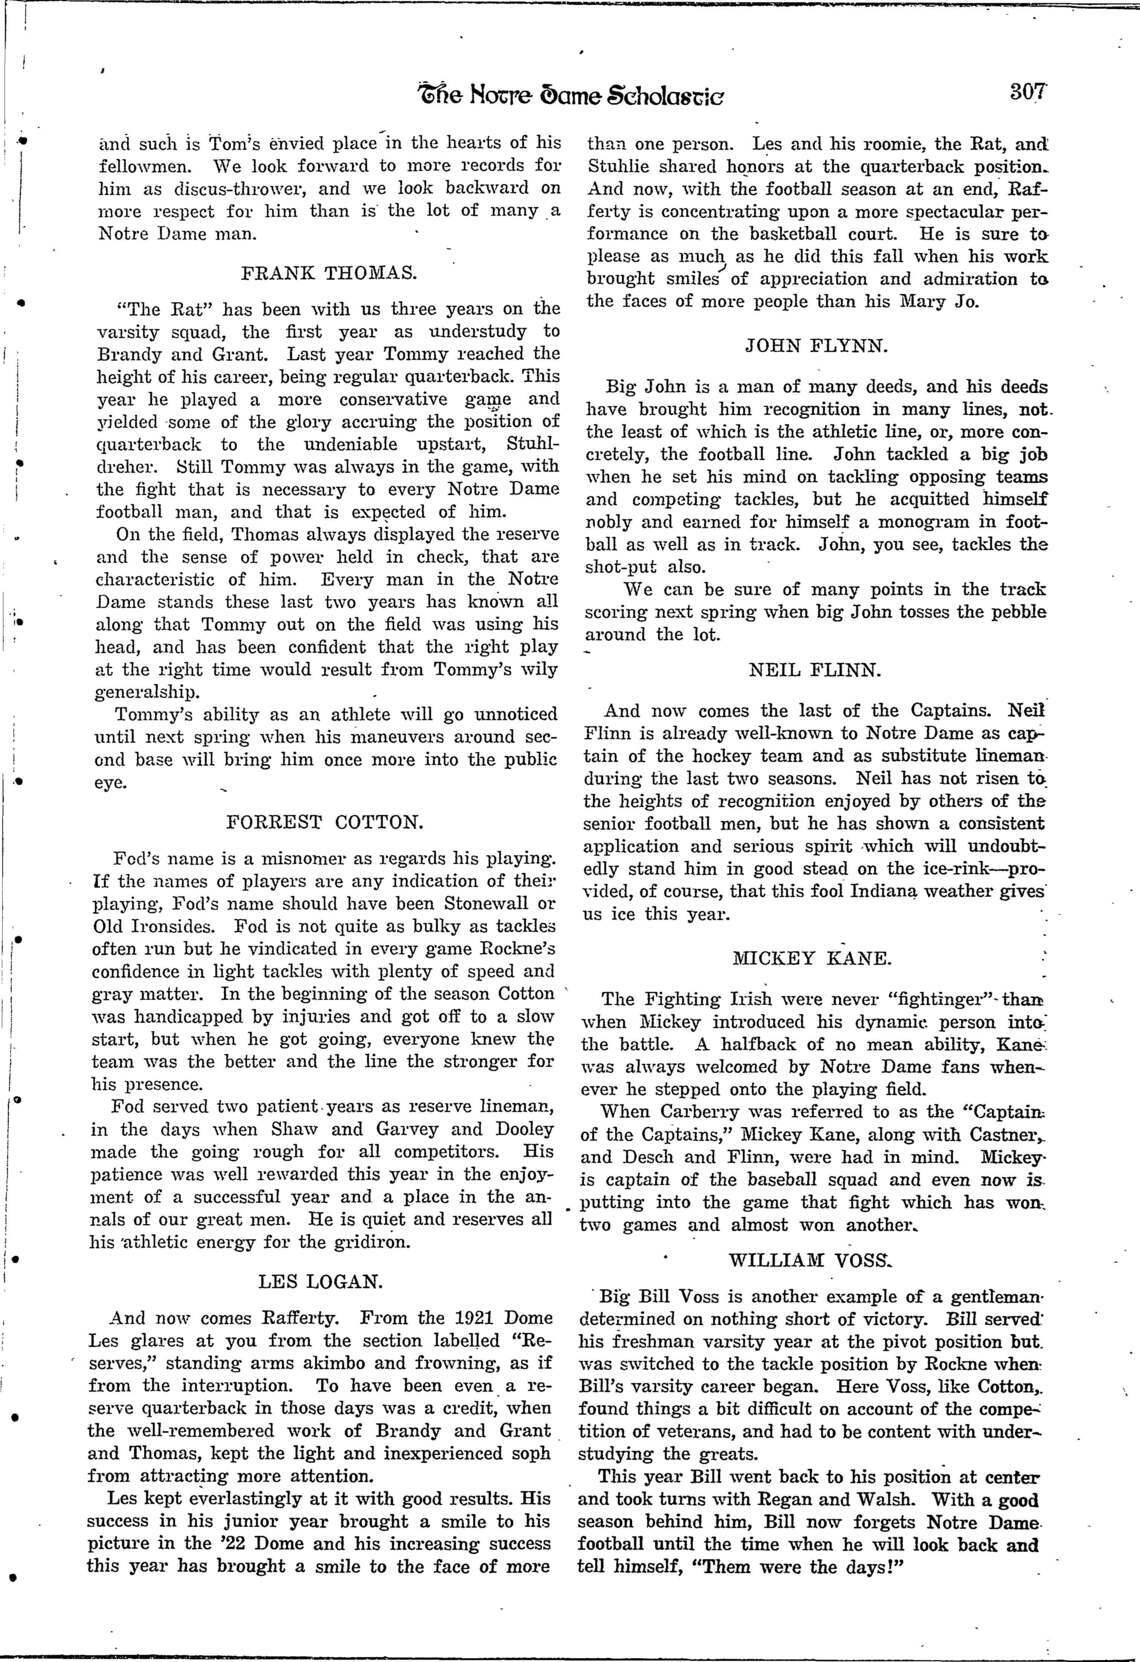 The Notre Dame Scholastic 307
and such is Tom's envied place in the hearts of his
fellowmen. We look forward to more records for
him as discus-thrower, and we look backward on
more respect for him than is the lot of many a
Notre Dame man.
FRANK THOMAS.
"The Rat" has been with us three years on the
varsity squad, the first year as understudy to
Brandy and Grant. Last year Tommy reached the
height of his career, being regular quarterback. This
year he played a more conservative game and
yielded some of the glory accruing the position of
quarterback to the undeniable upstart, Stuhl-
dreher. Still Tommy was always in the game, with
the fight that is necessary to every Notre Dame
football man, and that is expected of him.
On the field, Thomas always displayed the reserve
and the sense of power held in check, that are
characteristic of him. Every man in the Notre
Dame stands these last two years has known all
along that Tommy out on the field was using his
head, and has been confident that the right play
at the right time would result from Tommy's wily
generalship.
Tommy's ability as an athlete will go unnoticed
until next spring when his maneuvers around sec-
ond base will bring him once more into the public
eye.
FORREST COTTON.
Fod's name is a misnomer as regards his playing.
If the names of players are any indication of their
playing, Fod's name should have been Stonewall or
Old Ironsides. Fod is not quite as bulky as tackles
often run but he vindicated in every game Rockne's
confidence in light tackles with plenty of speed and
gray matter. In the beginning of the season Cotton
was handicapped by injuries and got off to a slow
start, but when he got going, everyone knew the
team was the better and the line the stronger for
his presence.
Fod served two patient years as reserve lineman,
in the days when Shaw and Garvey and Dooley
made the going rough for all competitors. His
patience was well rewarded this year in the enjoy-
ment of a successful year and a place in the an-
nals of our great men. He is quiet and reserves all
his athletic energy for the gridiron.
LES LOGAN.
And now comes Rafferty. From the 1921 Dome
Les glares at you from the section labelled "Re-
serves," standing arms akimbo and frowning, as if
from the interruption. To have been even a re-
serve quarterback in those days was a credit, when
the well-remembered work of Brandy and Grant
and Thomas, kept the light and inexperienced soph
from attracting more attention.
Les kept everlastingly at it with good results. His
success in his junior year brought a smile to his
picture in the '22 Dome and his increasing success
this year has brought a smile to the face of more
than one person. Les and his roomie, the Rat, and
Stuhlie shared honors at the quarterback position.
And now, with the football season at an end, Raf-
ferty is concentrating upon a more spectacular per-
formance on the basketball court. He is sure to
please as much as he did this fall when his work
brought smiles of appreciation and admiration to
the faces of more people than his Mary Jo.
JOHN FLYNN.
Big John is a man of many deeds, and his deeds
have brought him recognition in many lines, not
the least of which is the athletic line, or, more con-
cretely, the football line. John tackled a big job
when he set his mind on tackling opposing teams
and competing tackles, but he acquitted himself
nobly and earned for himself a monogram in foot-
ball as well as in track. John, you see, tackles the
shot-put also.
We can be sure of many points in the track
scoring next spring when big John tosses the pebble
around the lot.
NEIL FLINN.
And now comes the last of the Captains. Neil
Flinn is already well-known to Notre Dame as cap-
tain of the hockey team and as substitute lineman
during the last two seasons. Neil has not risen to
the heights of recognition enjoyed by others of the
senior football men, but he has shown a consistent
application and serious spirit which will undoubt-
edly stand him in good stead on the ice-rink—pro-
vided, of course, that this fool Indiana weather gives
us ice this year.
MICKEY KANE.
The Fighting Irish were never "fightinger" than
when Mickey introduced his dynamic person into
the battle. A halfback of no mean ability, Kane
was always welcomed by Notre Dame fans when-
ever he stepped onto the playing field.
When Carberry was referred to as the "Captain
of the Captains," Mickey Kane, along with Castner,
and Desch and Flinn, were had in mind. Mickey
is captain of the baseball squad and even now is
putting into the game that fight which has won
two games and almost won another.
WILLIAM VOSS.
Big Bill Voss is another example of a gentleman
determined on nothing short of victory. Bill served
his freshman varsity year at the pivot position but
was switched to the tackle position by Rockne when
Bill's varsity career began. Here Voss, like Cotton,
found things a bit difficult on account of the compe-
tition of veterans, and had to be content with under-
studying the greats.
This year Bill went back to his position at center
and took turns with Regan and Walsh. With a good
season behind him, Bill now forgets Notre Dame
football until the time when he will look back and
tell himself, "Them were the days!"